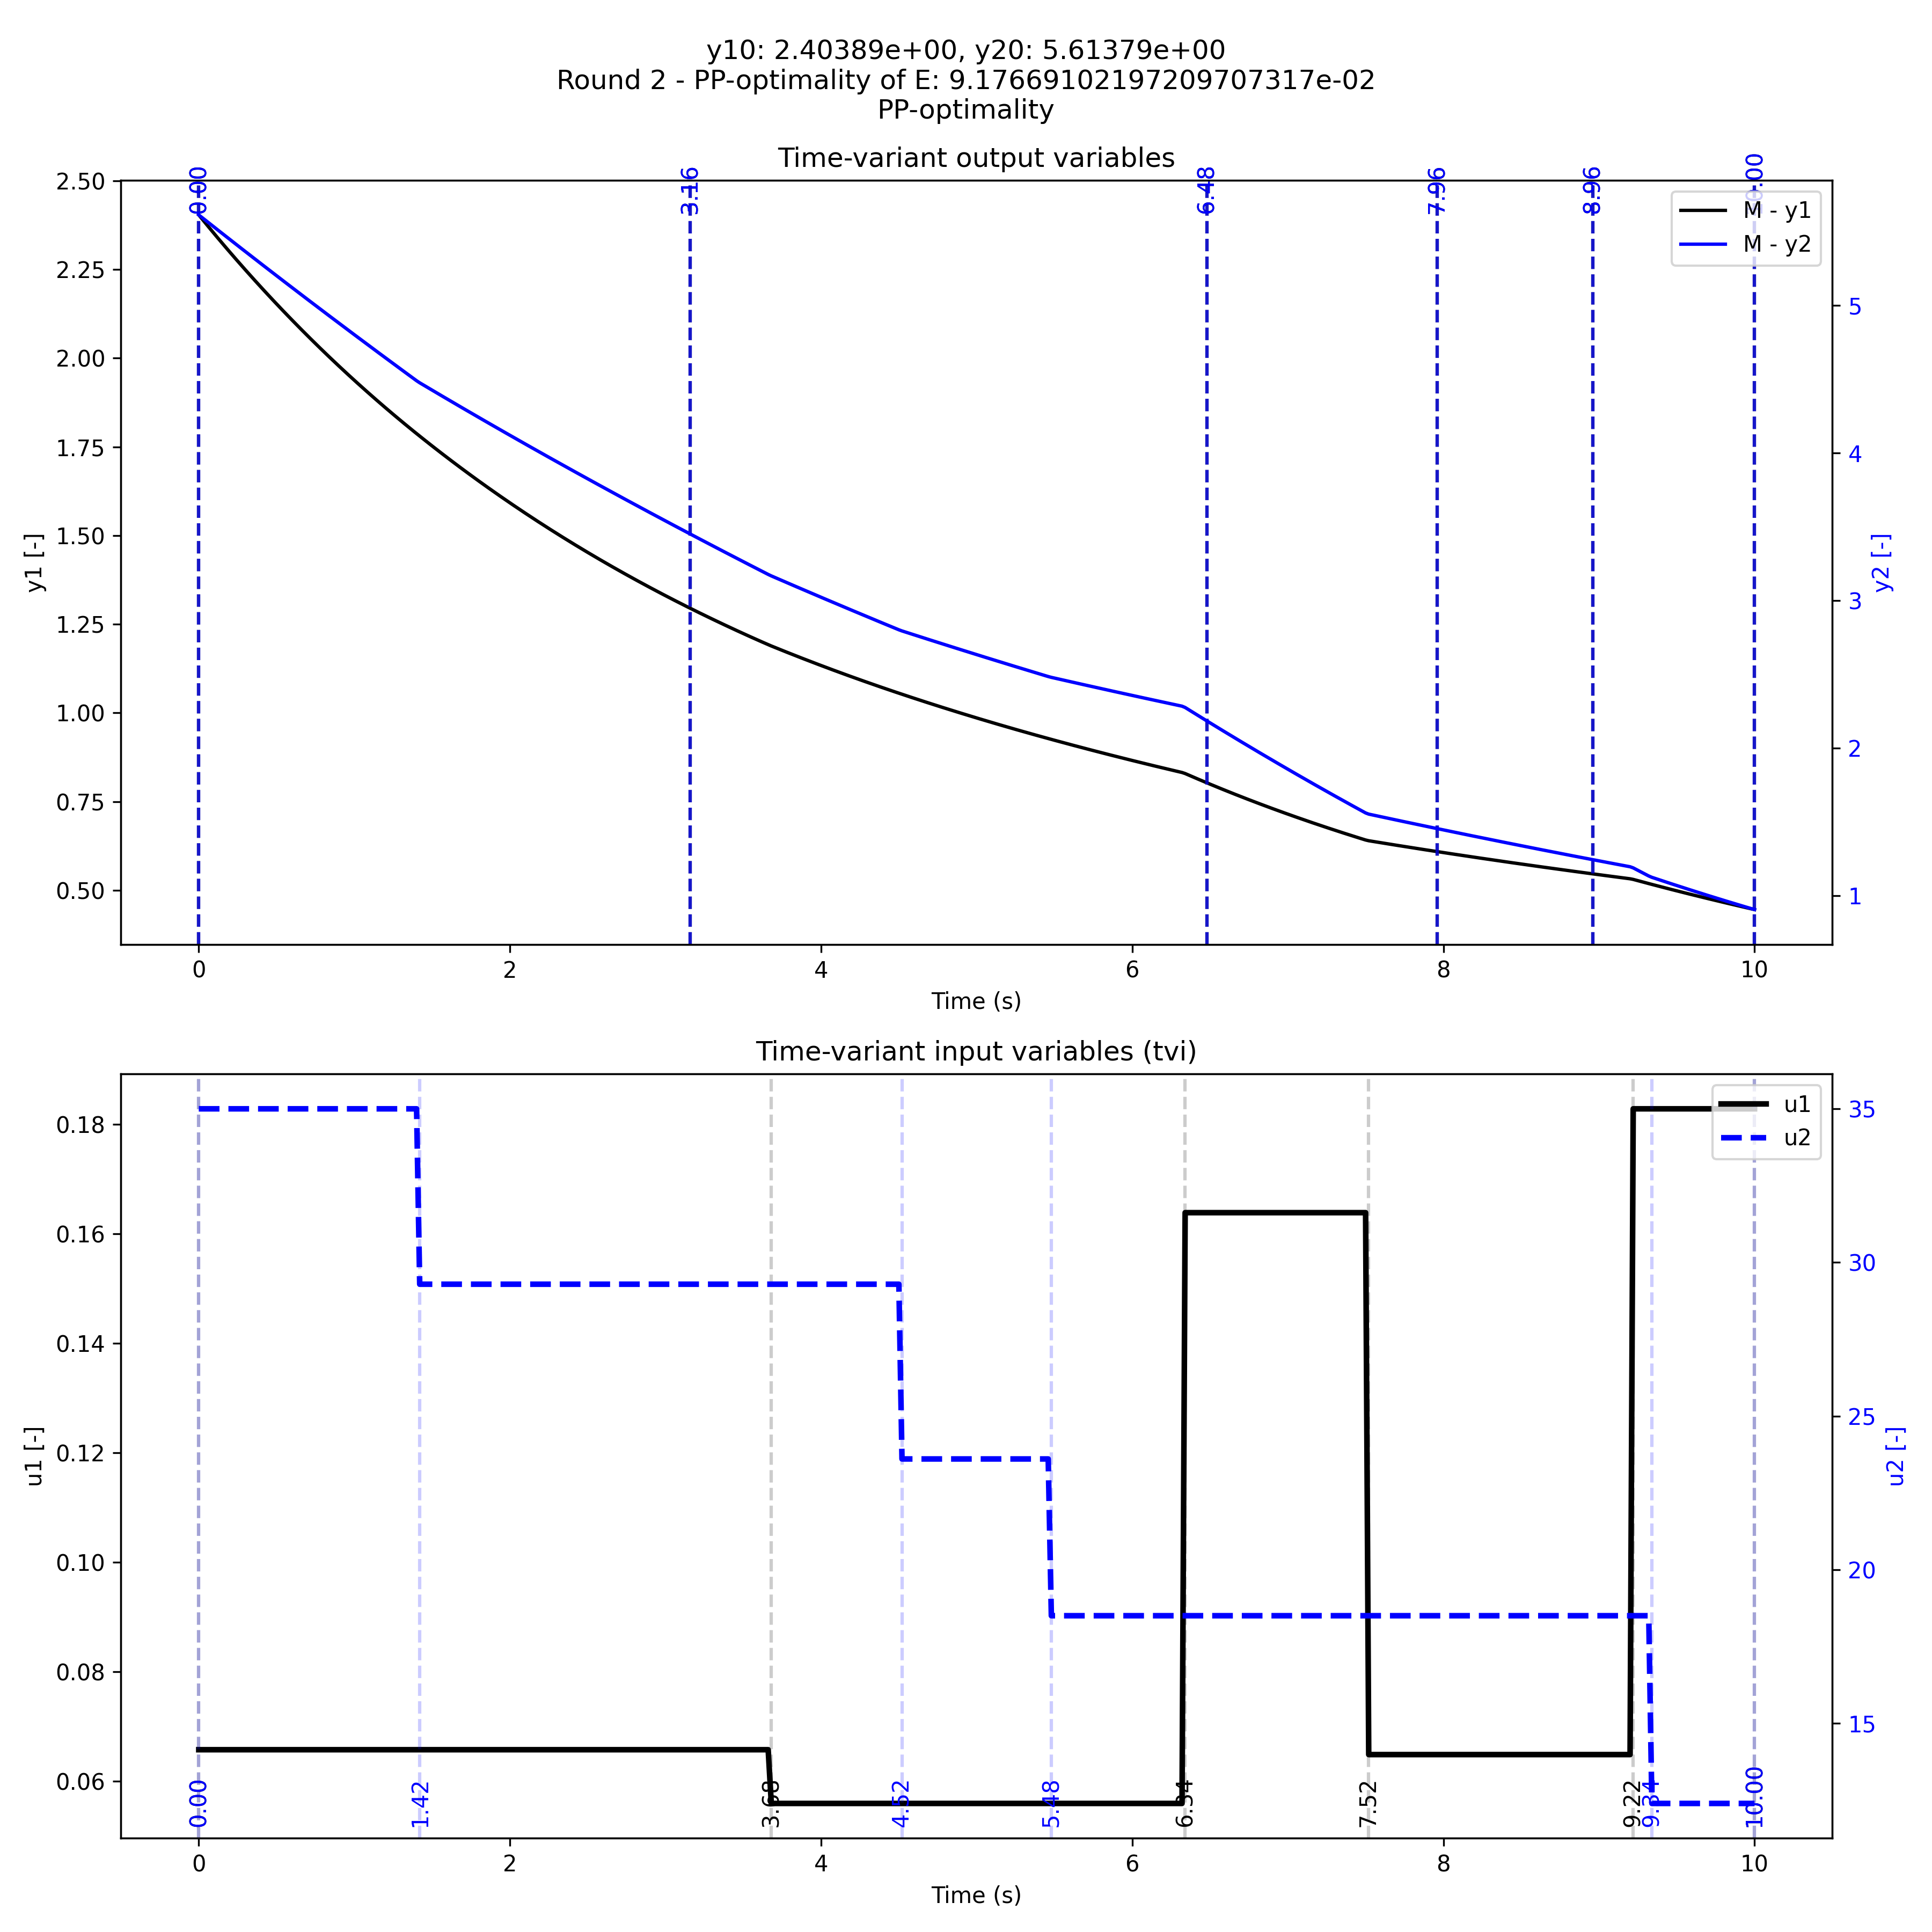 y10: 2.40389e+00, y20: 5.61379e+00
Round 2 - PP-optimality of E: 9.17669102197209707317e-02
PP-optimality
Time-variant output variables
0.00
3.16
6.48
7.96
8.96
M - y1
M - y2
2.50
2.25
2.00
1.75
1.50
1.25
1.00
0.75
0.50
y1 [-]
5
4
3
2
1
y2 [-]
0 2 4 6 8 10
Time (s)
Time-variant input variables (tvi)
u1
u2
0.18
0.16
0.14
0.12
0.10
0.08
0.06
u1 [-]
35
30
25
20
15
u2 [-]
0.00
1.42
3.68
4.52
5.48
6.34
7.52
9.22
9.34
10.00
0 2 4 6 8 10
Time (s)